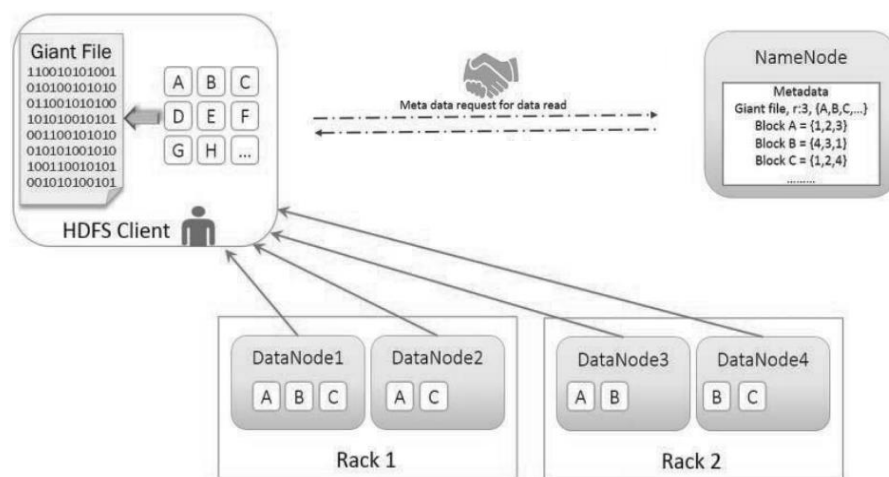 Giant File
110010101001
010100101010
011001010100
101010010101
001100101010
010101001010
100110010101
001010100101
A B C
D E F
G H ...
HDFS Client
Meta data request for data read
NameNode
Metadata
Giant file, r:3, {A,B,C,...}
Block A = {1,2,3}
Block B = {4,3,1}
Block C = {1,2,4}
.........
DataNode1
A B C
DataNode2
A C
Rack 1
DataNode3
A B
DataNode4
B C
Rack 2